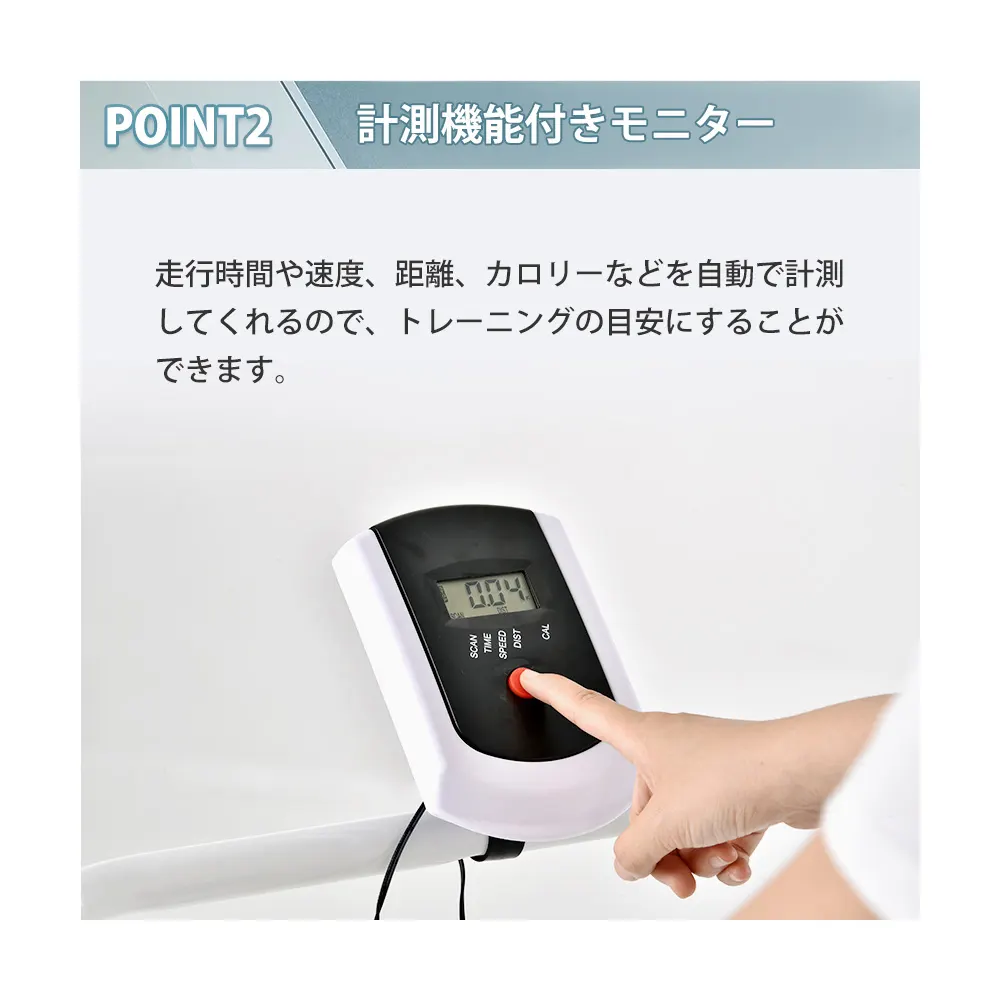 POINT2
計測機能付きモニター
走行時間や速度、距離、カロリーなどを自動で計測
してくれるので、トレーニングの目安にすることが
できます。
0.04
SCAN
DIST
SCAN
TIME
SPEED
DIST
CAL